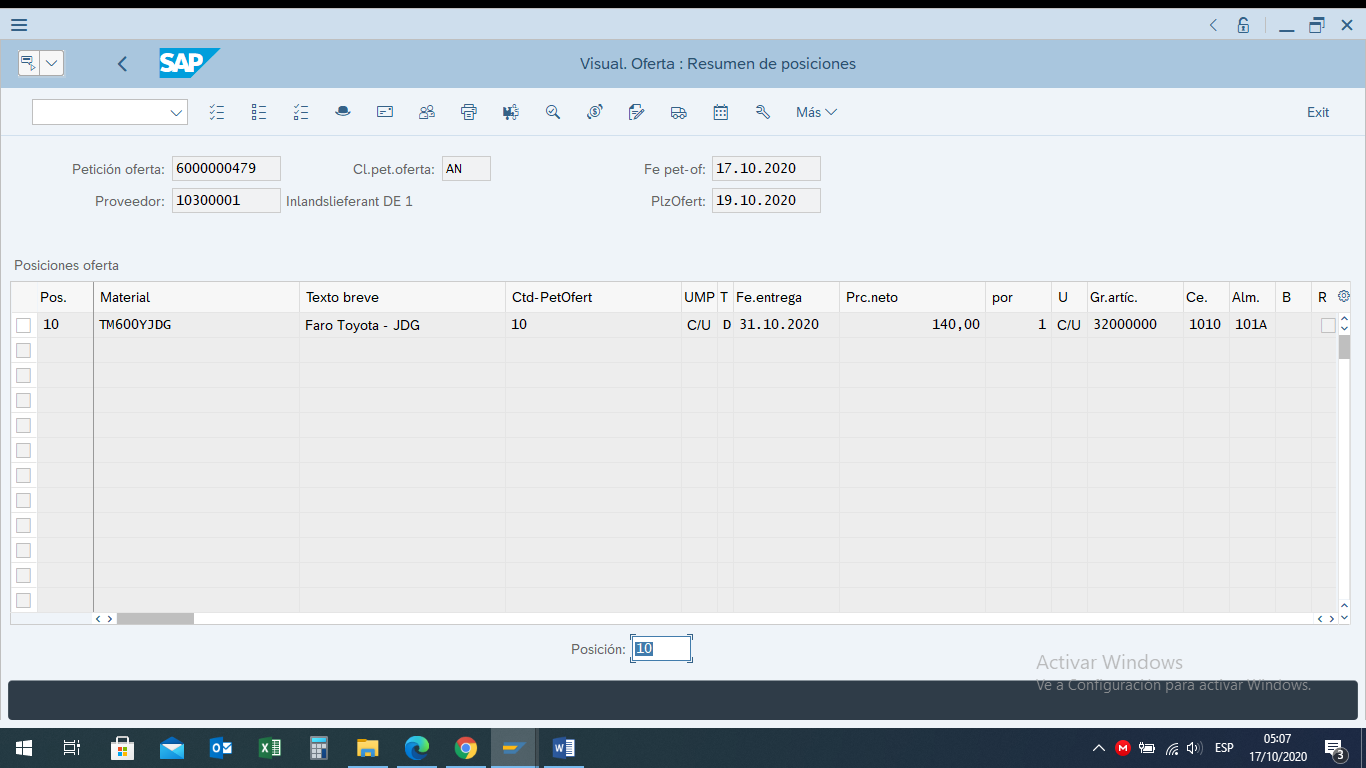 SAP
Visual. Oferta : Resumen de posiciones
Más
Exit
Petición oferta: 6000000479 Cl.pet.oferta: AN Fe pet-of: 17.10.2020
Proveedor: 10300001 Inlandslieferant DE 1 PlzOfert: 19.10.2020
Posiciones oferta
Pos. Material Texto breve Ctd-PetOfert UMP T Fe.entrega Prc.neto por U Gr.artíc. Ce. Alm. B R
10 TM600YJDG Faro Toyota - JDG 10 C/U D 31.10.2020 140,00 1 C/U 32000000 1010 101A
Posición: 10
Activar Windows
Ve a Configuración para activar Windows.
ESP
05:07
17/10/2020
3